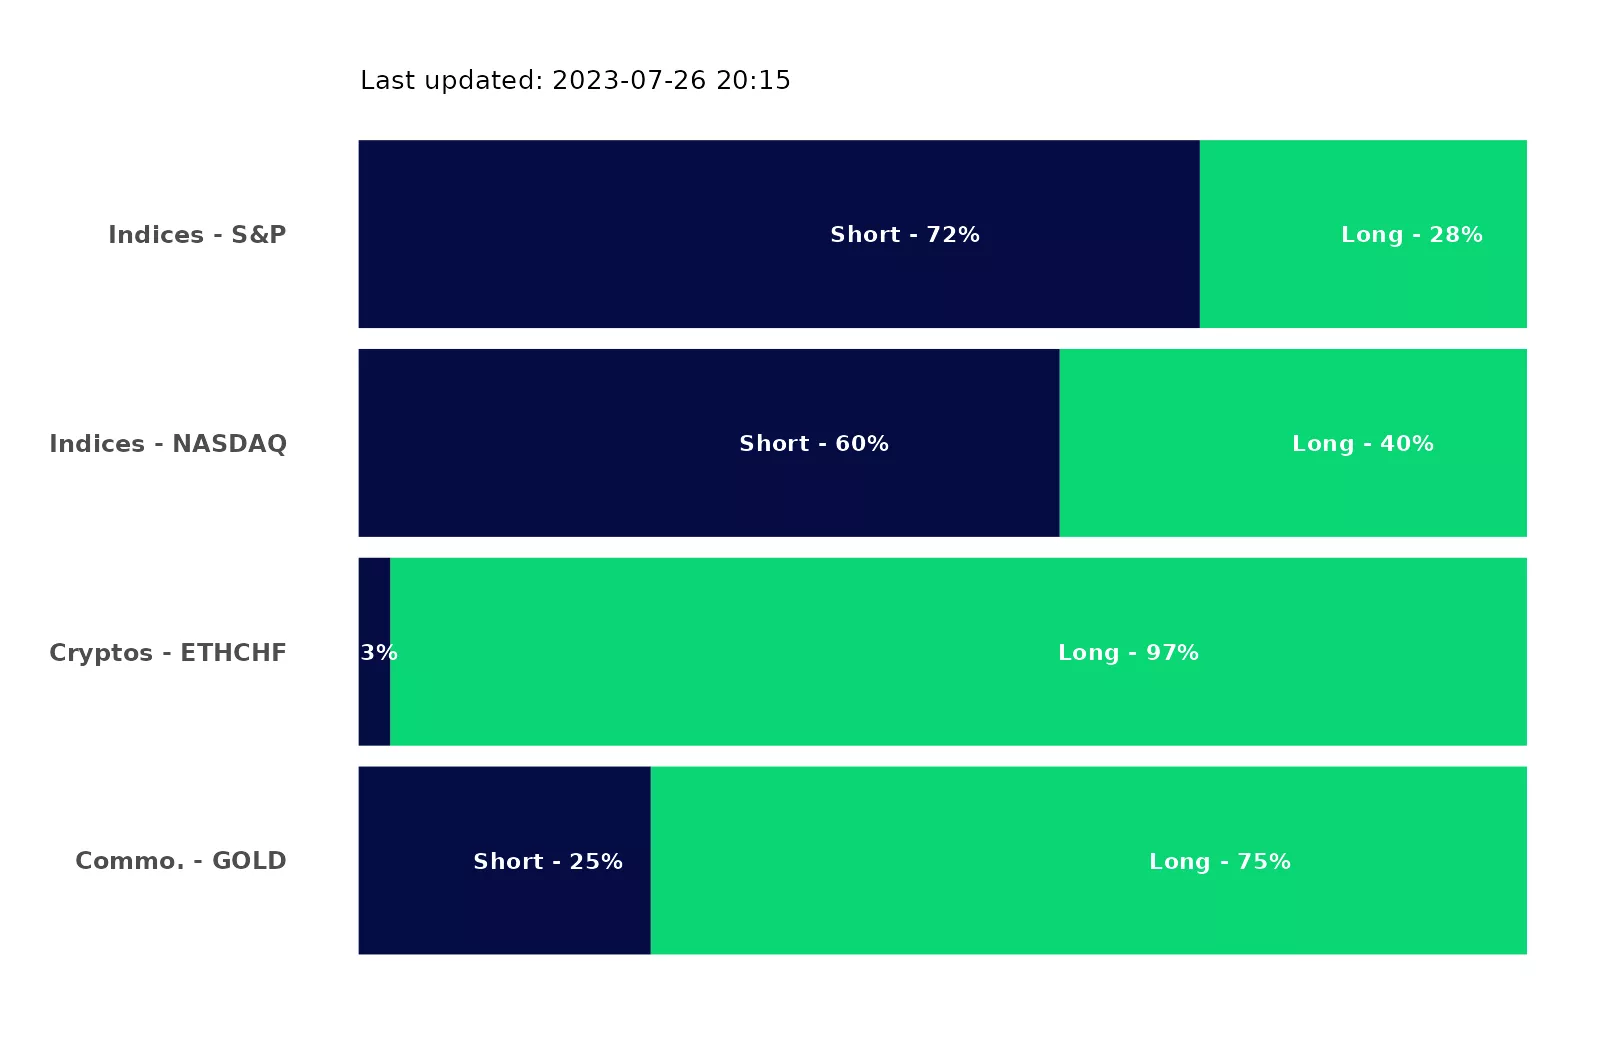 Last updated: 2023-07-26 20:15
Indices - S&P
Short - 72%
Long - 28%
Indices - NASDAQ
Short - 60%
Long - 40%
Cryptos - ETHCHF
3%
Long - 97%
Commo. - GOLD
Short - 25%
Long - 75%